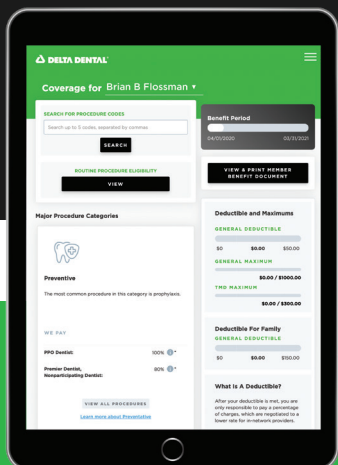 DELTA DENTAL
Coverage for Brian B Flossman
SEARCH FOR PROCEDURE CODES
Search up to 5 codes, separated by commas
SEARCH
ROUTINE PROCEDURE ELIGIBILITY
VIEW
Benefit Period
04/01/2020 03/31/2021
VIEW & PRINT MEMBER
BENEFIT DOCUMENT
Major Procedure Categories
Preventive
The most common procedure in this category is prophylaxis.
WE PAY
PPO Dentist: 100%
Premier Dentist,
Nonparticipating Dentist: 80%
VIEW ALL PROCEDURES
Learn more about Preventative
Deductible and Maximums
GENERAL DEDUCTIBLE
$0 $0.00 $50.00
GENERAL MAXIMUM
$0.00 / $1000.00
TMD MAXIMUM
$0.00 / $300.00
Deductible For Family
GENERAL DEDUCTIBLE
$0 $0.00 $150.00
What Is A Deductible?
After your deductible is met, you are
only responsible to pay a percentage
of charges, which are negotiated to a
lower rate for in-network providers.